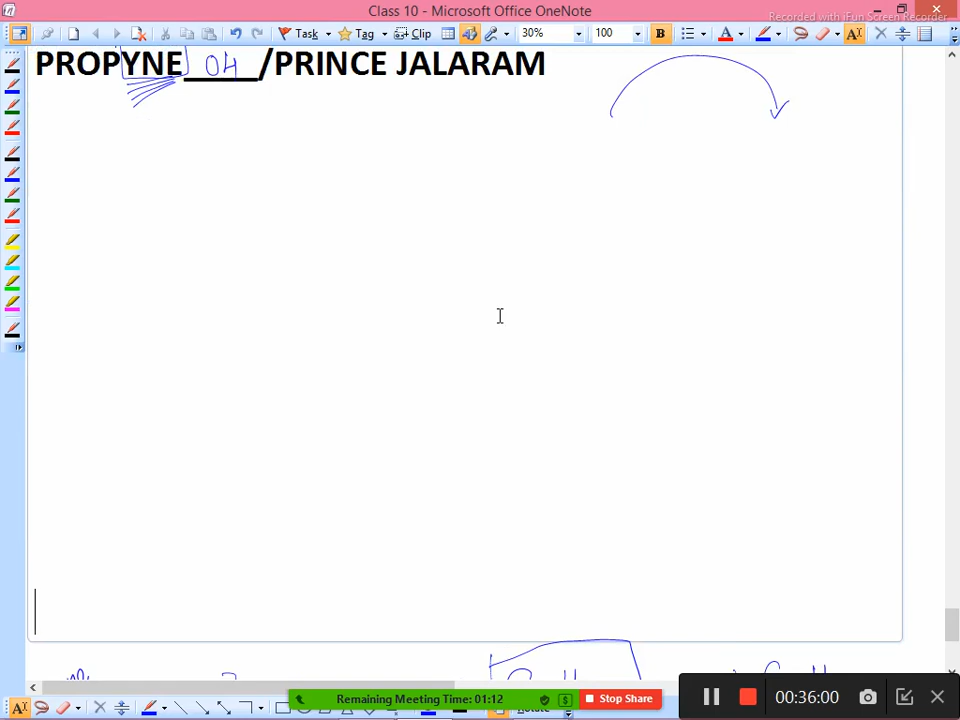 Class 10 - Microsoft Office OneNote
Recorded with iFun Screen Recorder
Task Tag Clip 30% 100 B A A
PROPYNE 04 /PRINCE JALARAM
Remaining Meeting Time: 01:12 $ Stop Share
00:36:00
A